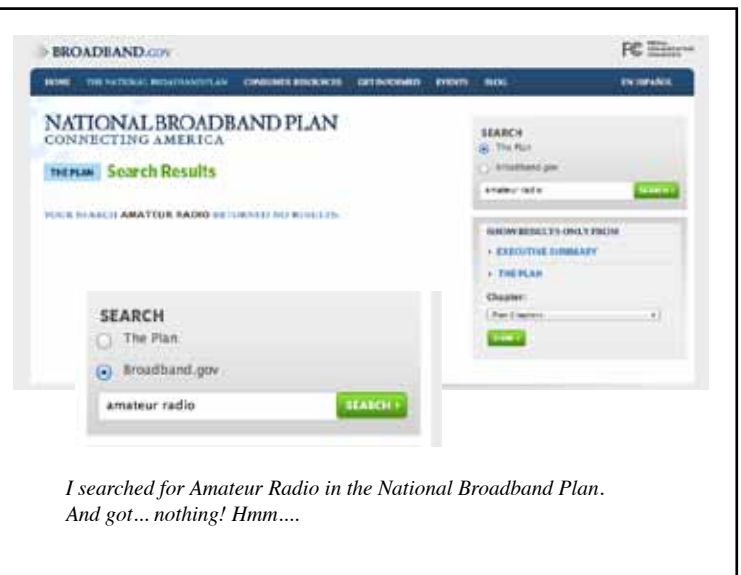 BROADBAND.GOV
FC
HOME THE NATIONAL BROADBAND PLAN CONSUMER RESOURCES GET INFORMED EVENTS BLOG EN ESPAÑOL
NATIONAL BROADBAND PLAN
CONNECTING AMERICA
THE PLAN Search Results
YOUR SEARCH AMATEUR RADIO RETURNED NO RESULTS.
SEARCH
The Plan
Broadband.gov
amateur radio SEARCH
SHOW RESULTS ONLY FROM
EXECUTIVE SUMMARY
THE PLAN
Chapter:
SEARCH
The Plan
Broadband.gov
amateur radio SEARCH
I searched for Amateur Radio in the National Broadband Plan.
And got... nothing! Hmm....